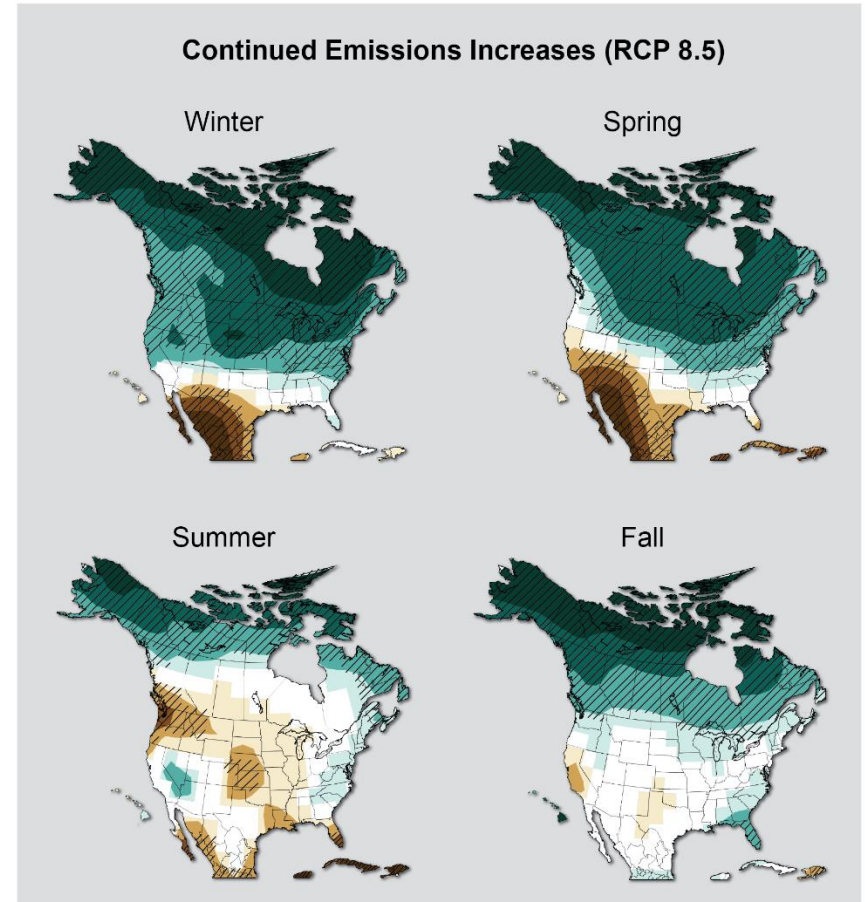 Continued Emissions Increases (RCP 8.5)
Winter
Spring
Summer
Fall